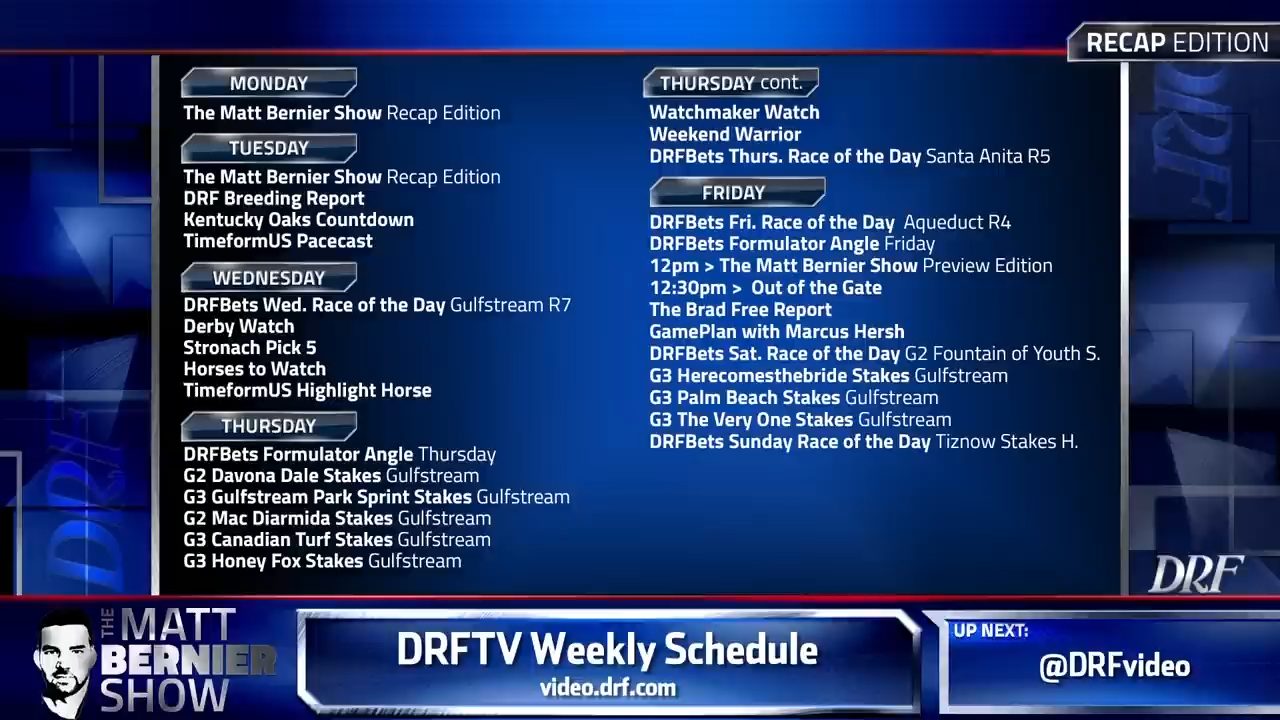 RECAP EDITION
MONDAY
The Matt Bernier Show Recap Edition
TUESDAY
The Matt Bernier Show Recap Edition
DRF Breeding Report
Kentucky Oaks Countdown
TimeformUS Pacecast
WEDNESDAY
DRFBets Wed. Race of the Day Gulfstream R7
Derby Watch
Stronach Pick 5
Horses to Watch
TimeformUS Highlight Horse
THURSDAY
DRFBets Formulator Angle Thursday
G2 Davona Dale Stakes Gulfstream
G3 Gulfstream Park Sprint Stakes Gulfstream
G2 Mac Diarmida Stakes Gulfstream
G3 Canadian Turf Stakes Gulfstream
G3 Honey Fox Stakes Gulfstream
THURSDAY cont.
Watchmaker Watch
Weekend Warrior
DRFBets Thurs. Race of the Day Santa Anita R5
FRIDAY
DRFBets Fri. Race of the Day Aqueduct R4
DRFBets Formulator Angle Friday
12pm > The Matt Bernier Show Preview Edition
12:30pm > Out of the Gate
The Brad Free Report
GamePlan with Marcus Hersh
DRFBets Sat. Race of the Day G2 Fountain of Youth S.
G3 Herecomesthebride Stakes Gulfstream
G3 Palm Beach Stakes Gulfstream
G3 The Very One Stakes Gulfstream
DRFBets Sunday Race of the Day Tiznow Stakes H.
DRF
DRF
DRF
THE
MATT
BERNIER
SHOW
DRFTV Weekly Schedule
video.drf.com
UP NEXT:
@DRFvideo